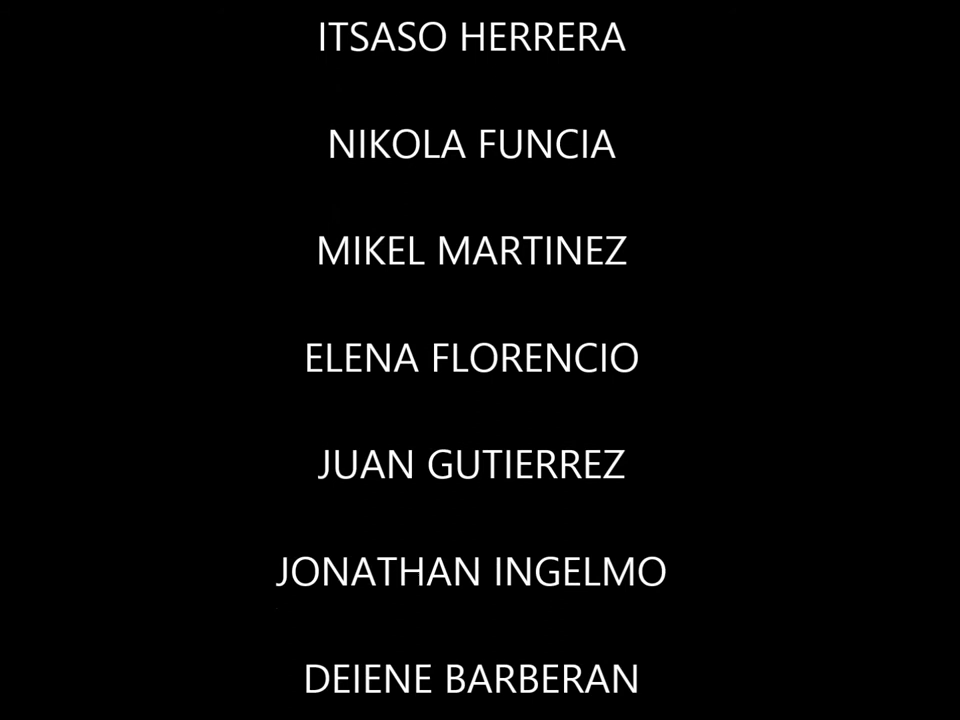 ITSASO HERRERA
NIKOLA FUNCIA
MIKEL MARTINEZ
ELENA FLORENCIO
JUAN GUTIERREZ
JONATHAN INGELMO
DEIENE BARBERAN